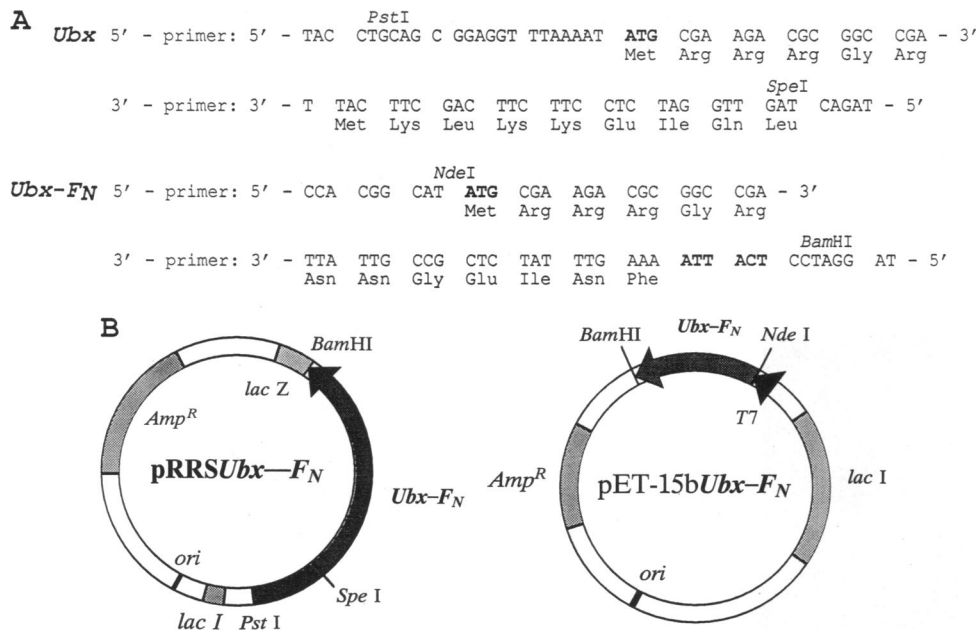 A
PstI
Ubx 5′ - primer: 5′ - TAC CTGCAG C GGAGGT TTAAAAT ATG CGA AGA CGC GGC CGA - 3′
Met Arg Arg Arg Gly Arg
SpeI
3′ - primer: 3′ - T TAC TTC GAC TTC TTC CTC TAG GTT GAT CAGAT - 5′
Met Lys Leu Lys Lys Glu Ile Gln Leu
NdeI
Ubx-FN 5′ - primer: 5′ - CCA CGG CAT ATG CGA AGA CGC GGC CGA - 3′
Met Arg Arg Arg Gly Arg
BamHI
3′ - primer: 3′ - TTA TTG CCG CTC TAT TTG AAA ATT ACT CCTAGG AT - 5′
Asn Asn Gly Glu Ile Asn Phe
B
BamHI
lac Z
AmpR
pRRSUbx—FN
Ubx–FN
ori
lac I
Pst I
Spe I
BamHI
Ubx–FN
Nde I
T7
AmpR
pET-15bUbx–FN
lac I
ori